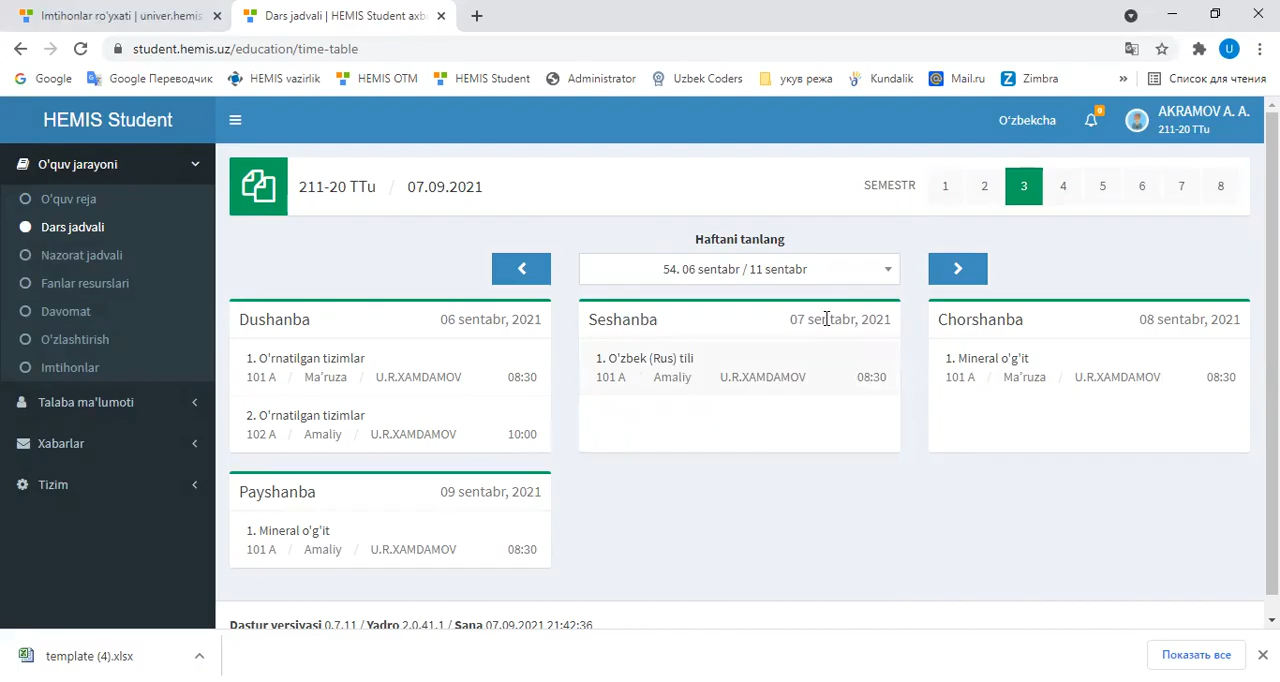 Imtihonlar ro'yxati | univer.hemis
Dars jadvali | HEMIS Student axb
student.hemis.uz/education/time-table
U
Google
Google Переводчик
HEMIS vazirlik
HEMIS OTM
HEMIS Student
Administrator
Uzbek Coders
укув режа
Kundalik
Mail.ru
Zimbra
»
Список для чтения
HEMIS Student
O'zbekcha
0
AKRAMOV A. A.
211-20 TTu
O'quv jarayoni
O'quv reja
Dars jadvali
Nazorat jadvali
Fanlar resurslari
Davomat
O'zlashtirish
Imtihonlar
Talaba ma'lumoti
Xabarlar
Tizim
211-20 TTu / 07.09.2021
SEMESTR 1 2 3 4 5 6 7 8
Haftani tanlang
54. 06 sentabr / 11 sentabr
Dushanba 06 sentabr, 2021
1. O'rnatilgan tizimlar
101 A / Ma'ruza / U.R.XAMDAMOV 08:30
2. O'rnatilgan tizimlar
102 A / Amaliy / U.R.XAMDAMOV 10:00
Seshanba 07 sentabr, 2021
1. O'zbek (Rus) tili
101 A / Amaliy / U.R.XAMDAMOV 08:30
Chorshanba 08 sentabr, 2021
1. Mineral o'g'it
101 A / Ma'ruza / U.R.XAMDAMOV 08:30
Payshanba 09 sentabr, 2021
1. Mineral o'g'it
101 A / Amaliy / U.R.XAMDAMOV 08:30
Dastur versiyasi 0.7.11 / Yadro 2.0.41.1 / Sana 07.09.2021 21:42:36
template (4).xlsx
Показать все